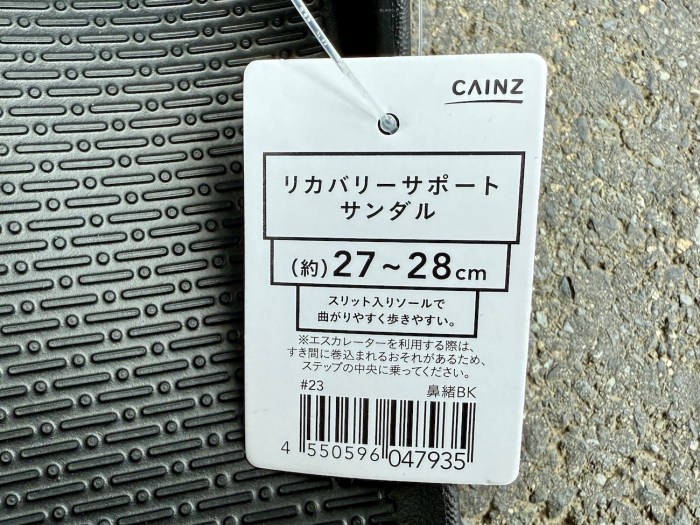 CAINZ
リカバリーサポート
サンダル
(約)27~28cm
スリット入りソールで
曲がりやすく歩きやすい。
※エスカレーターを利用する際は、
すき間に巻込まれるおそれがあるため、
ステップの中央に乗ってください。
#23 鼻緒BK
4 550596 047935